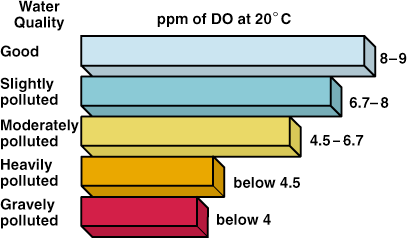 Water
Quality
ppm of DO at 20°C
Good
8–9
Slightly
polluted
6.7–8
Moderately
polluted
4.5–6.7
Heavily
polluted
below 4.5
Gravely
polluted
below 4